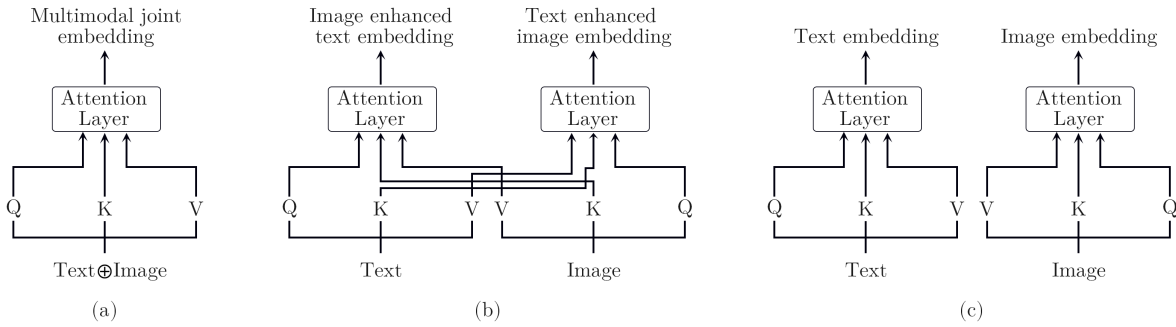 Multimodal joint
embedding
Attention
Layer
Q K V
Text⊕Image
(a)
Image enhanced
text embedding
Text enhanced
image embedding
Attention
Layer
Attention
Layer
Q K V V K Q
Text Image
(b)
Text embedding
Image embedding
Attention
Layer
Attention
Layer
Q K V V K Q
Text Image
(c)